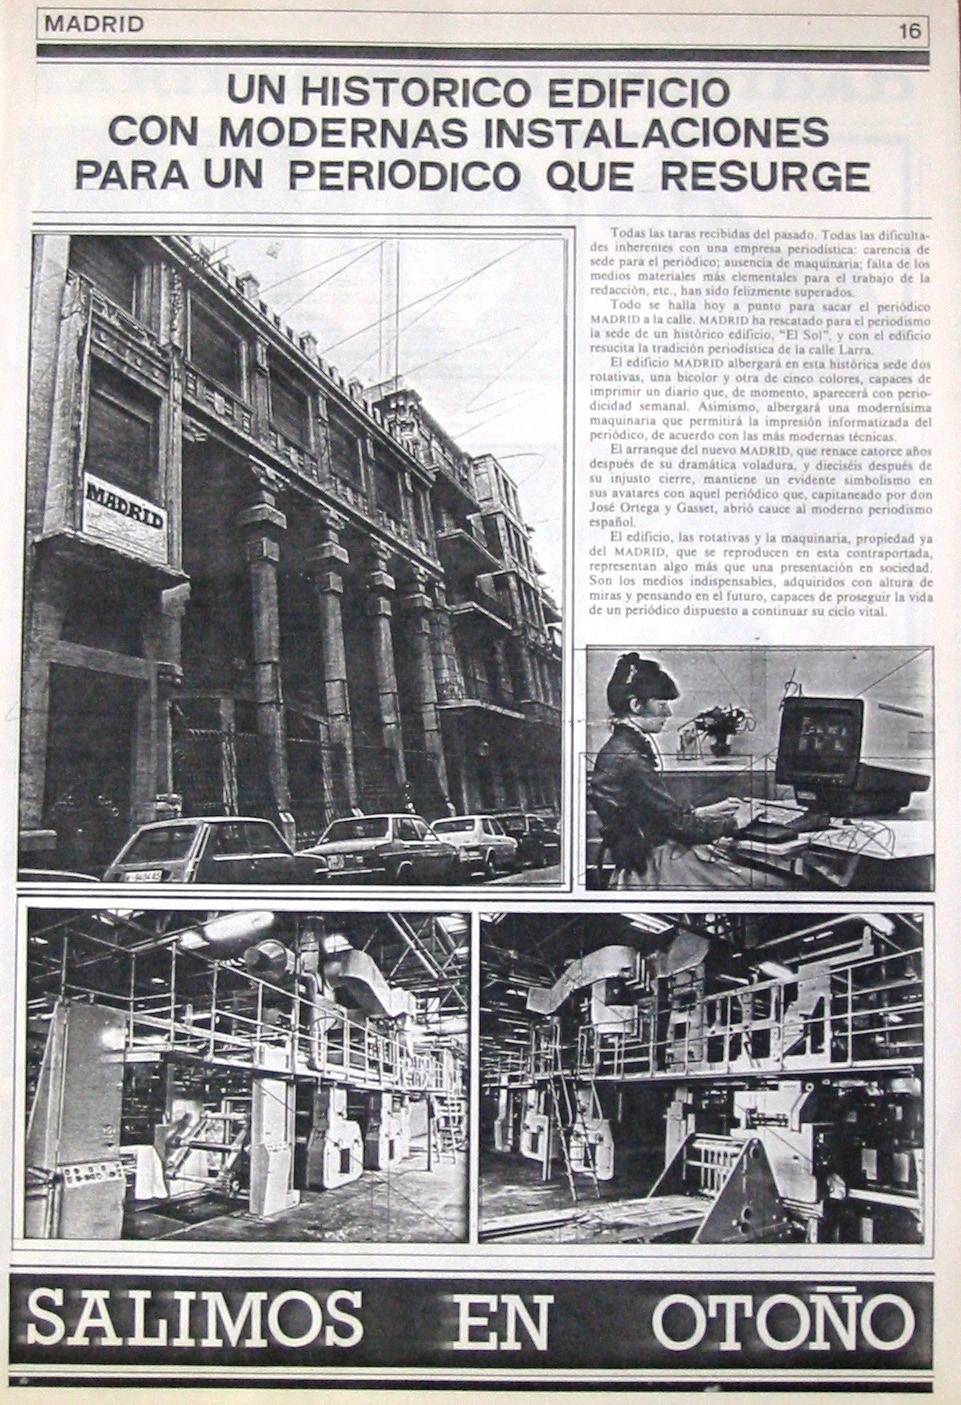 MADRID
16
UN HISTORICO EDIFICIO
CON MODERNAS INSTALACIONES
PARA UN PERIODICO QUE RESURGE
Todas las taras recibidas del pasado. Todas las dificulta-
des inherentes con una empresa periodística: carencia de
sede para el periódico; ausencia de maquinaria; falta de los
medios materiales más elementales para el trabajo de la
redacción, etc., han sido felizmente superados.
Todo se halla hoy a punto para sacar el periódico
MADRID a la calle. MADRID ha rescatado para el periodismo
la sede de un histórico edificio, "El Sol", y con el edificio
resucita la tradición periodística de la calle Larra.
El edificio MADRID albergará en esta histórica sede dos
rotativas, una bicolor y otra de cinco colores, capaces de
imprimir un diario que, de momento, aparecerá con perio-
dicidad semanal. Asimismo, albergará una modernísima
maquinaria que permitirá la impresión informatizada del
periódico, de acuerdo con las más modernas técnicas.
El arranque del nuevo MADRID, que renace catorce años
después de su dramática voladura, y dieciséis después de
su injusto cierre, mantiene un evidente simbolismo en
sus avatares con aquel periódico que, capitaneado por don
José Ortega y Gasset, abrió cauce al moderno periodismo
español.
El edificio, las rotativas y la maquinaria, propiedad ya
del MADRID, que se reproducen en esta contraportada,
representan algo más que una presentación en sociedad.
Son los medios indispensables, adquiridos con altura de
miras y pensando en el futuro, capaces de proseguir la vida
de un periódico dispuesto a continuar su ciclo vital.
MADRID
SALIMOS EN OTOÑO